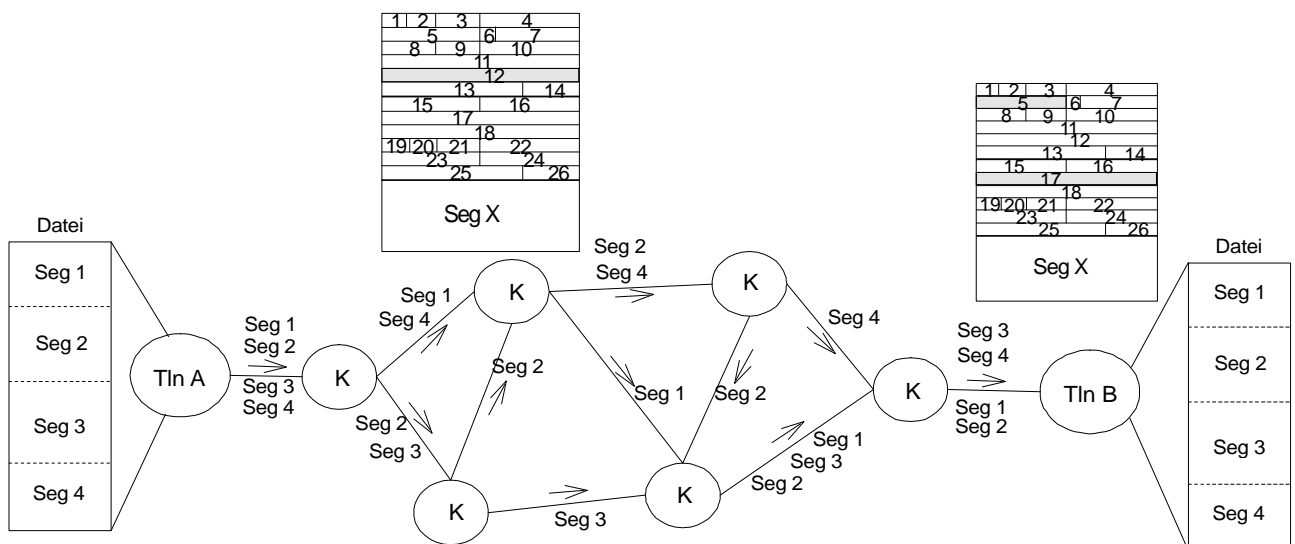 1 2 3 4
5 6 7
8 9 10
11
12
13 14
15 16
17
18
19 20 21 22
23 24
25 26
Seg X
1 2 3 4
5 6 7
8 9 10
11
12
13 14
15 16
17
18
19 20 21 22
23 24
25 26
Seg X
Datei
Seg 1
Seg 2
Seg 3
Seg 4
Tln A
Seg 1
Seg 2
Seg 3
Seg 4
K
Seg 1
Seg 4
Seg 2
Seg 3
K
Seg 2
K
Seg 2
Seg 4
Seg 1
Seg 3
K
Seg 2
K
Seg 4
Seg 1
Seg 3
Seg 2
K
Seg 3
Seg 4
Seg 1
Seg 2
Tln B
Datei
Seg 1
Seg 2
Seg 3
Seg 4